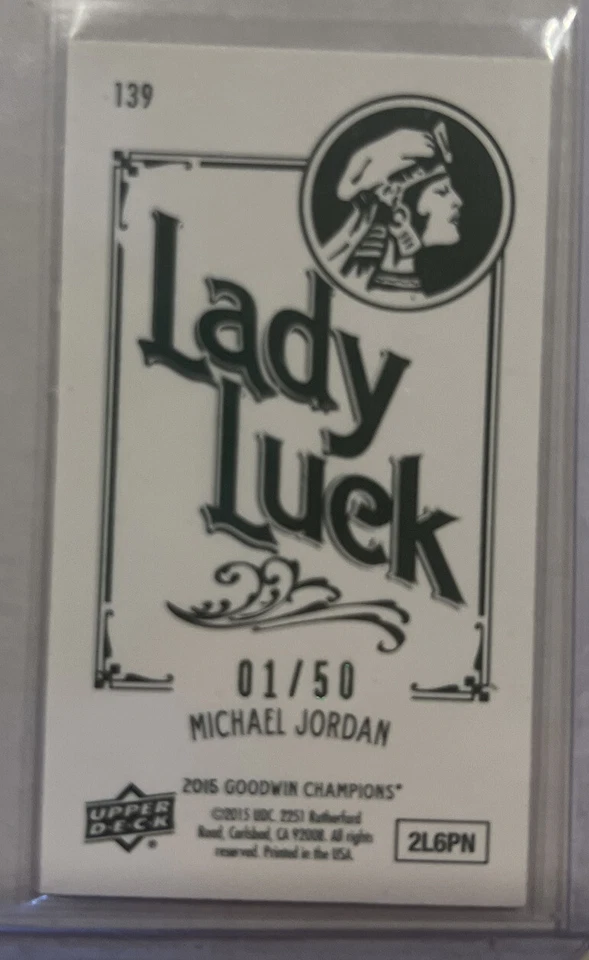 139
Lady
Luck
01/50
MICHAEL JORDAN
2015 GOODWIN CHAMPIONS®
UPPER
DECK®
©2015 UDC. 2251 Rutherford
Road, Carlsbad, CA 92008. All rights
reserved. Printed in the USA.
2L6PN